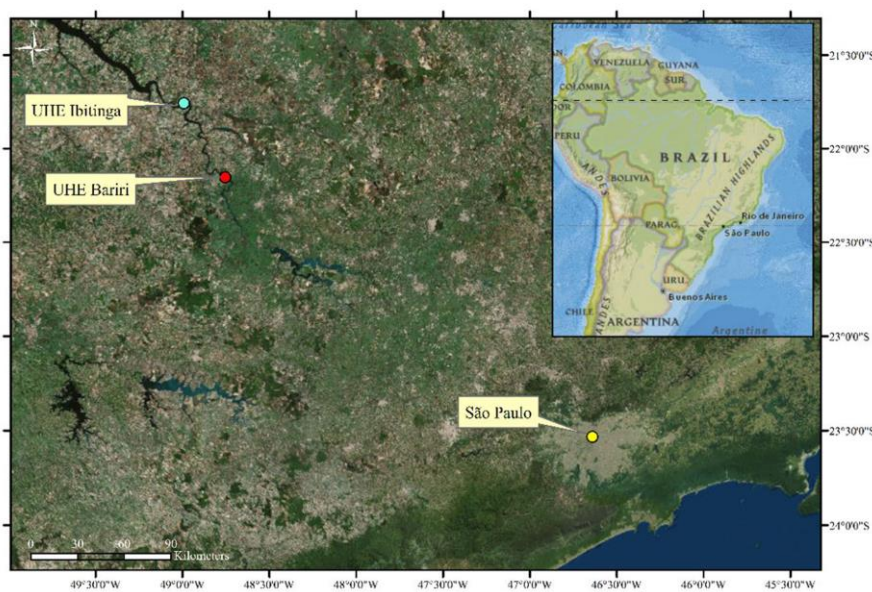 N
UHE Ibitinga
UHE Bariri
São Paulo
0 30 60 90
Kilometers
Caribbean Sea
N.
VENEZUELA
GUYANA
SUR.
COLOMBIA
DOR
PERU
BRAZIL
ANDES
BOLIVIA
BRAZILIAN HIGHLANDS
Rio de Janeiro
São Paulo
PARAG.
URU.
Buenos Aires
CHILE
ANDES
ARGENTINA
Argentine
21°30'0"S
22°0'0"S
22°30'0"S
23°0'0"S
23°30'0"S
24°0'0"S
49°30'0"W 49°0'0"W 48°30'0"W 48°0'0"W 47°30'0"W 47°0'0"W 46°30'0"W 46°0'0"W 45°30'0"W